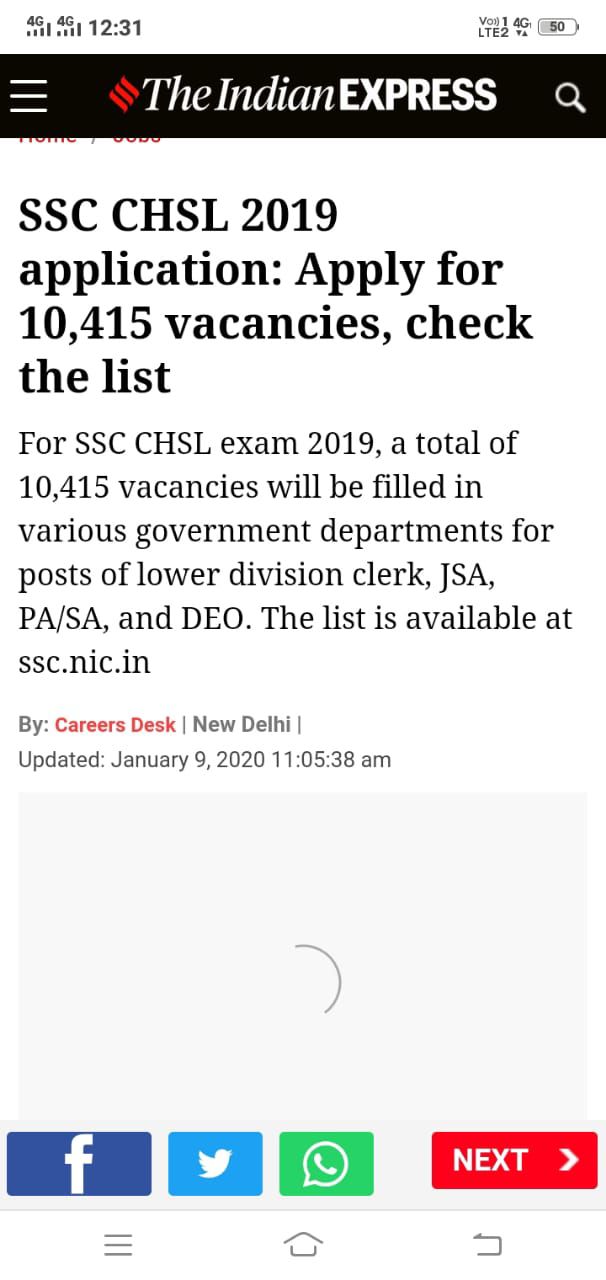 4G 4G 12:31
Vo)) 1 4G
LTE2
50
The Indian EXPRESS
Home / Jobs
SSC CHSL 2019
application: Apply for
10,415 vacancies, check
the list
For SSC CHSL exam 2019, a total of
10,415 vacancies will be filled in
various government departments for
posts of lower division clerk, JSA,
PA/SA, and DEO. The list is available at
ssc.nic.in
By: Careers Desk | New Delhi |
Updated: January 9, 2020 11:05:38 am
NEXT